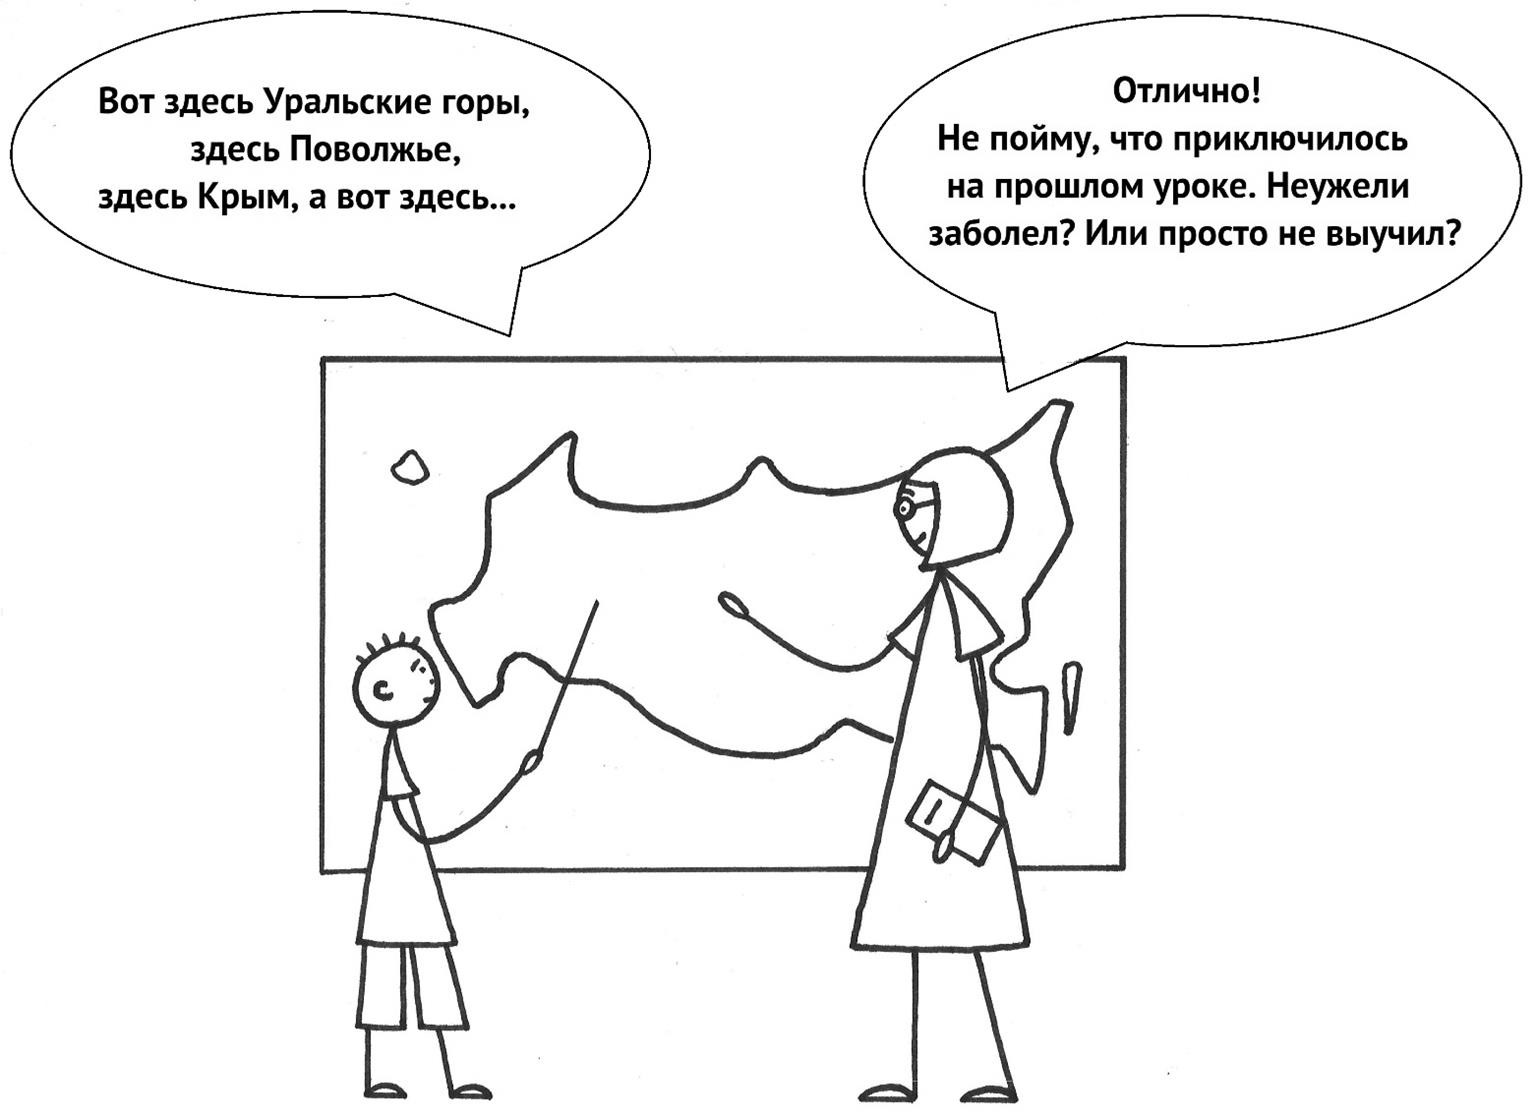 Вот здесь Уральские горы,
здесь Поволжье,
здесь Крым, а вот здесь...
Отлично!
Не пойму, что приключилось
на прошлом уроке. Неужели
заболел? Или просто не выучил?